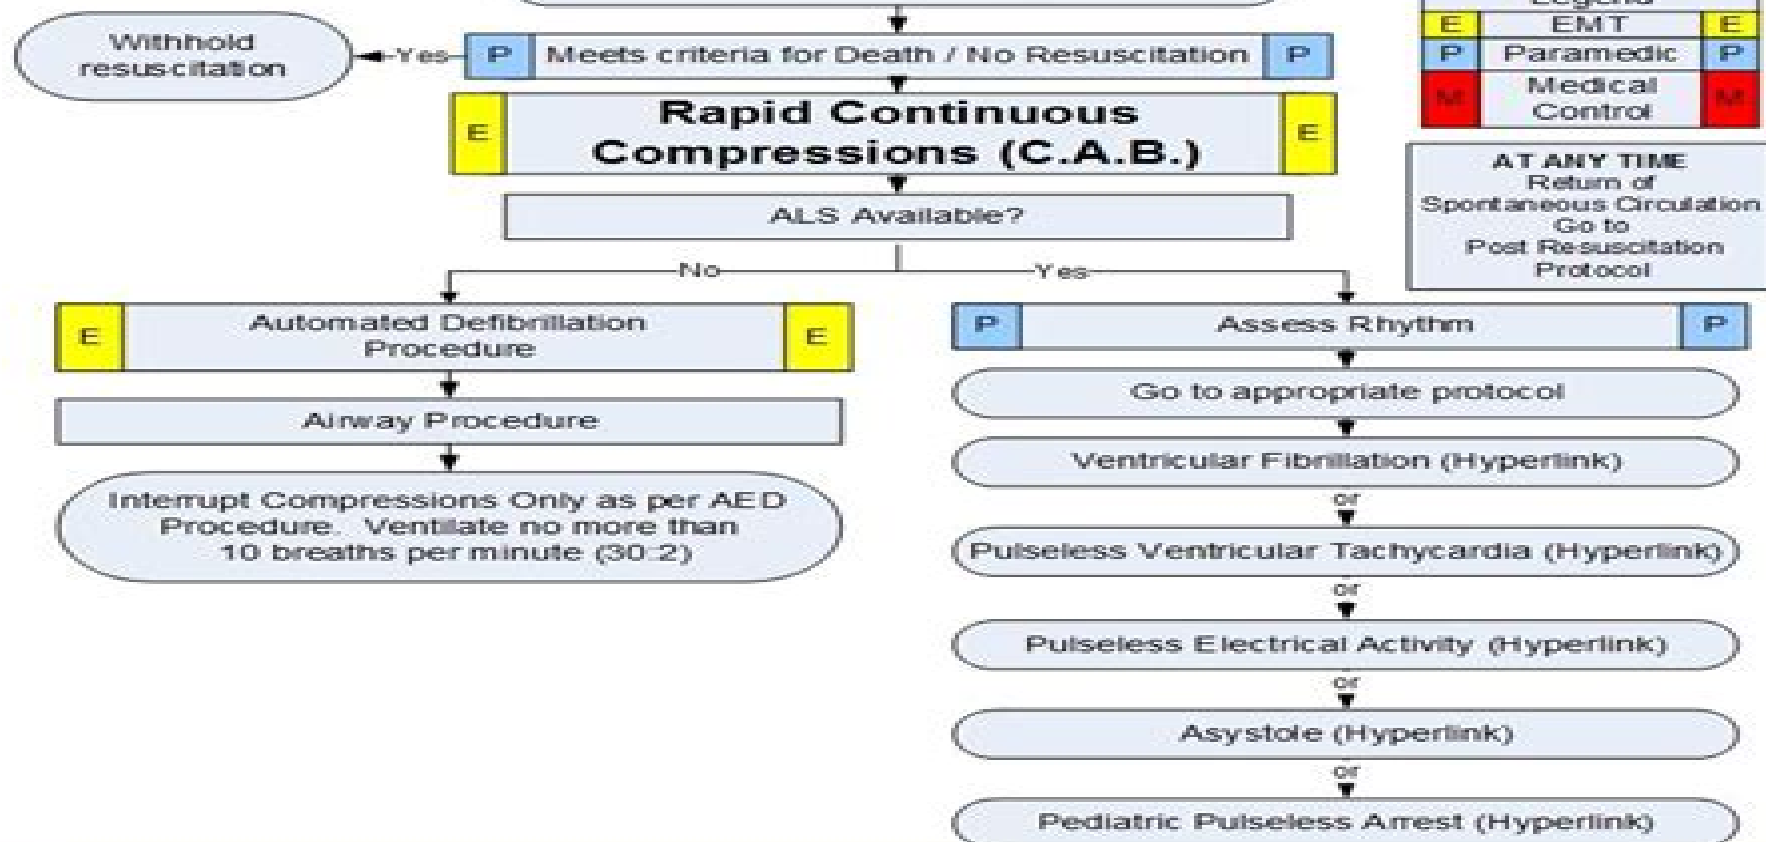 Legend
E EMT E
P Paramedic P
M Medical M
Control
Withhold
resuscitation
Yes
P Meets criteria for Death / No Resuscitation P
E Rapid Continuous E
Compressions (C.A.B.)
AT ANY TIME
Return of
Spontaneous Circulation
Go to
Post Resuscitation
Protocol
ALS Available?
No
Yes
E Automated Defibrillation E
Procedure
Airway Procedure
Interrupt Compressions Only as per AED
Procedure. Ventilate no more than
10 breaths per minute (30:2)
P Assess Rhythm P
Go to appropriate protocol
Ventricular Fibrillation (Hyperlink)
or
Pulseless Ventricular Tachycardia (Hyperlink)
or
Pulseless Electrical Activity (Hyperlink)
or
Asystole (Hyperlink)
or
Pediatric Pulseless Arrest (Hyperlink)